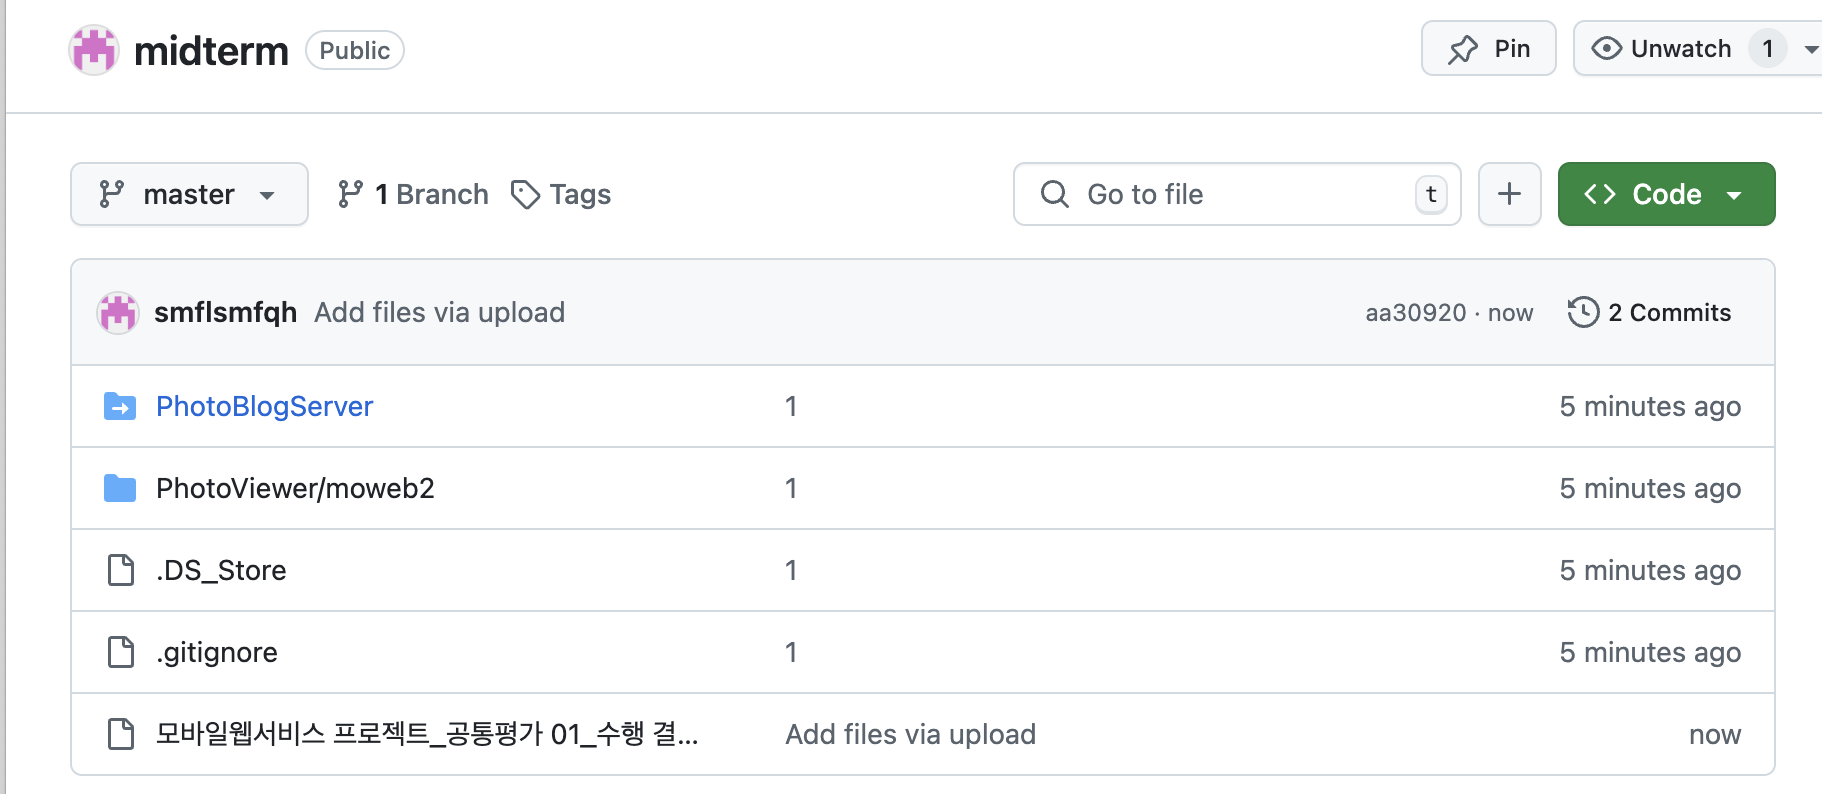 midterm Public Pin Unwatch 1
master 1 Branch Tags Go to file t + Code
smflsmfqh Add files via upload aa30920 · now 2 Commits
PhotoBlogServer 1 5 minutes ago
PhotoViewer/moweb2 1 5 minutes ago
.DS_Store 1 5 minutes ago
.gitignore 1 5 minutes ago
모바일웹서비스 프로젝트_공통평가 01_수행 결... Add files via upload now